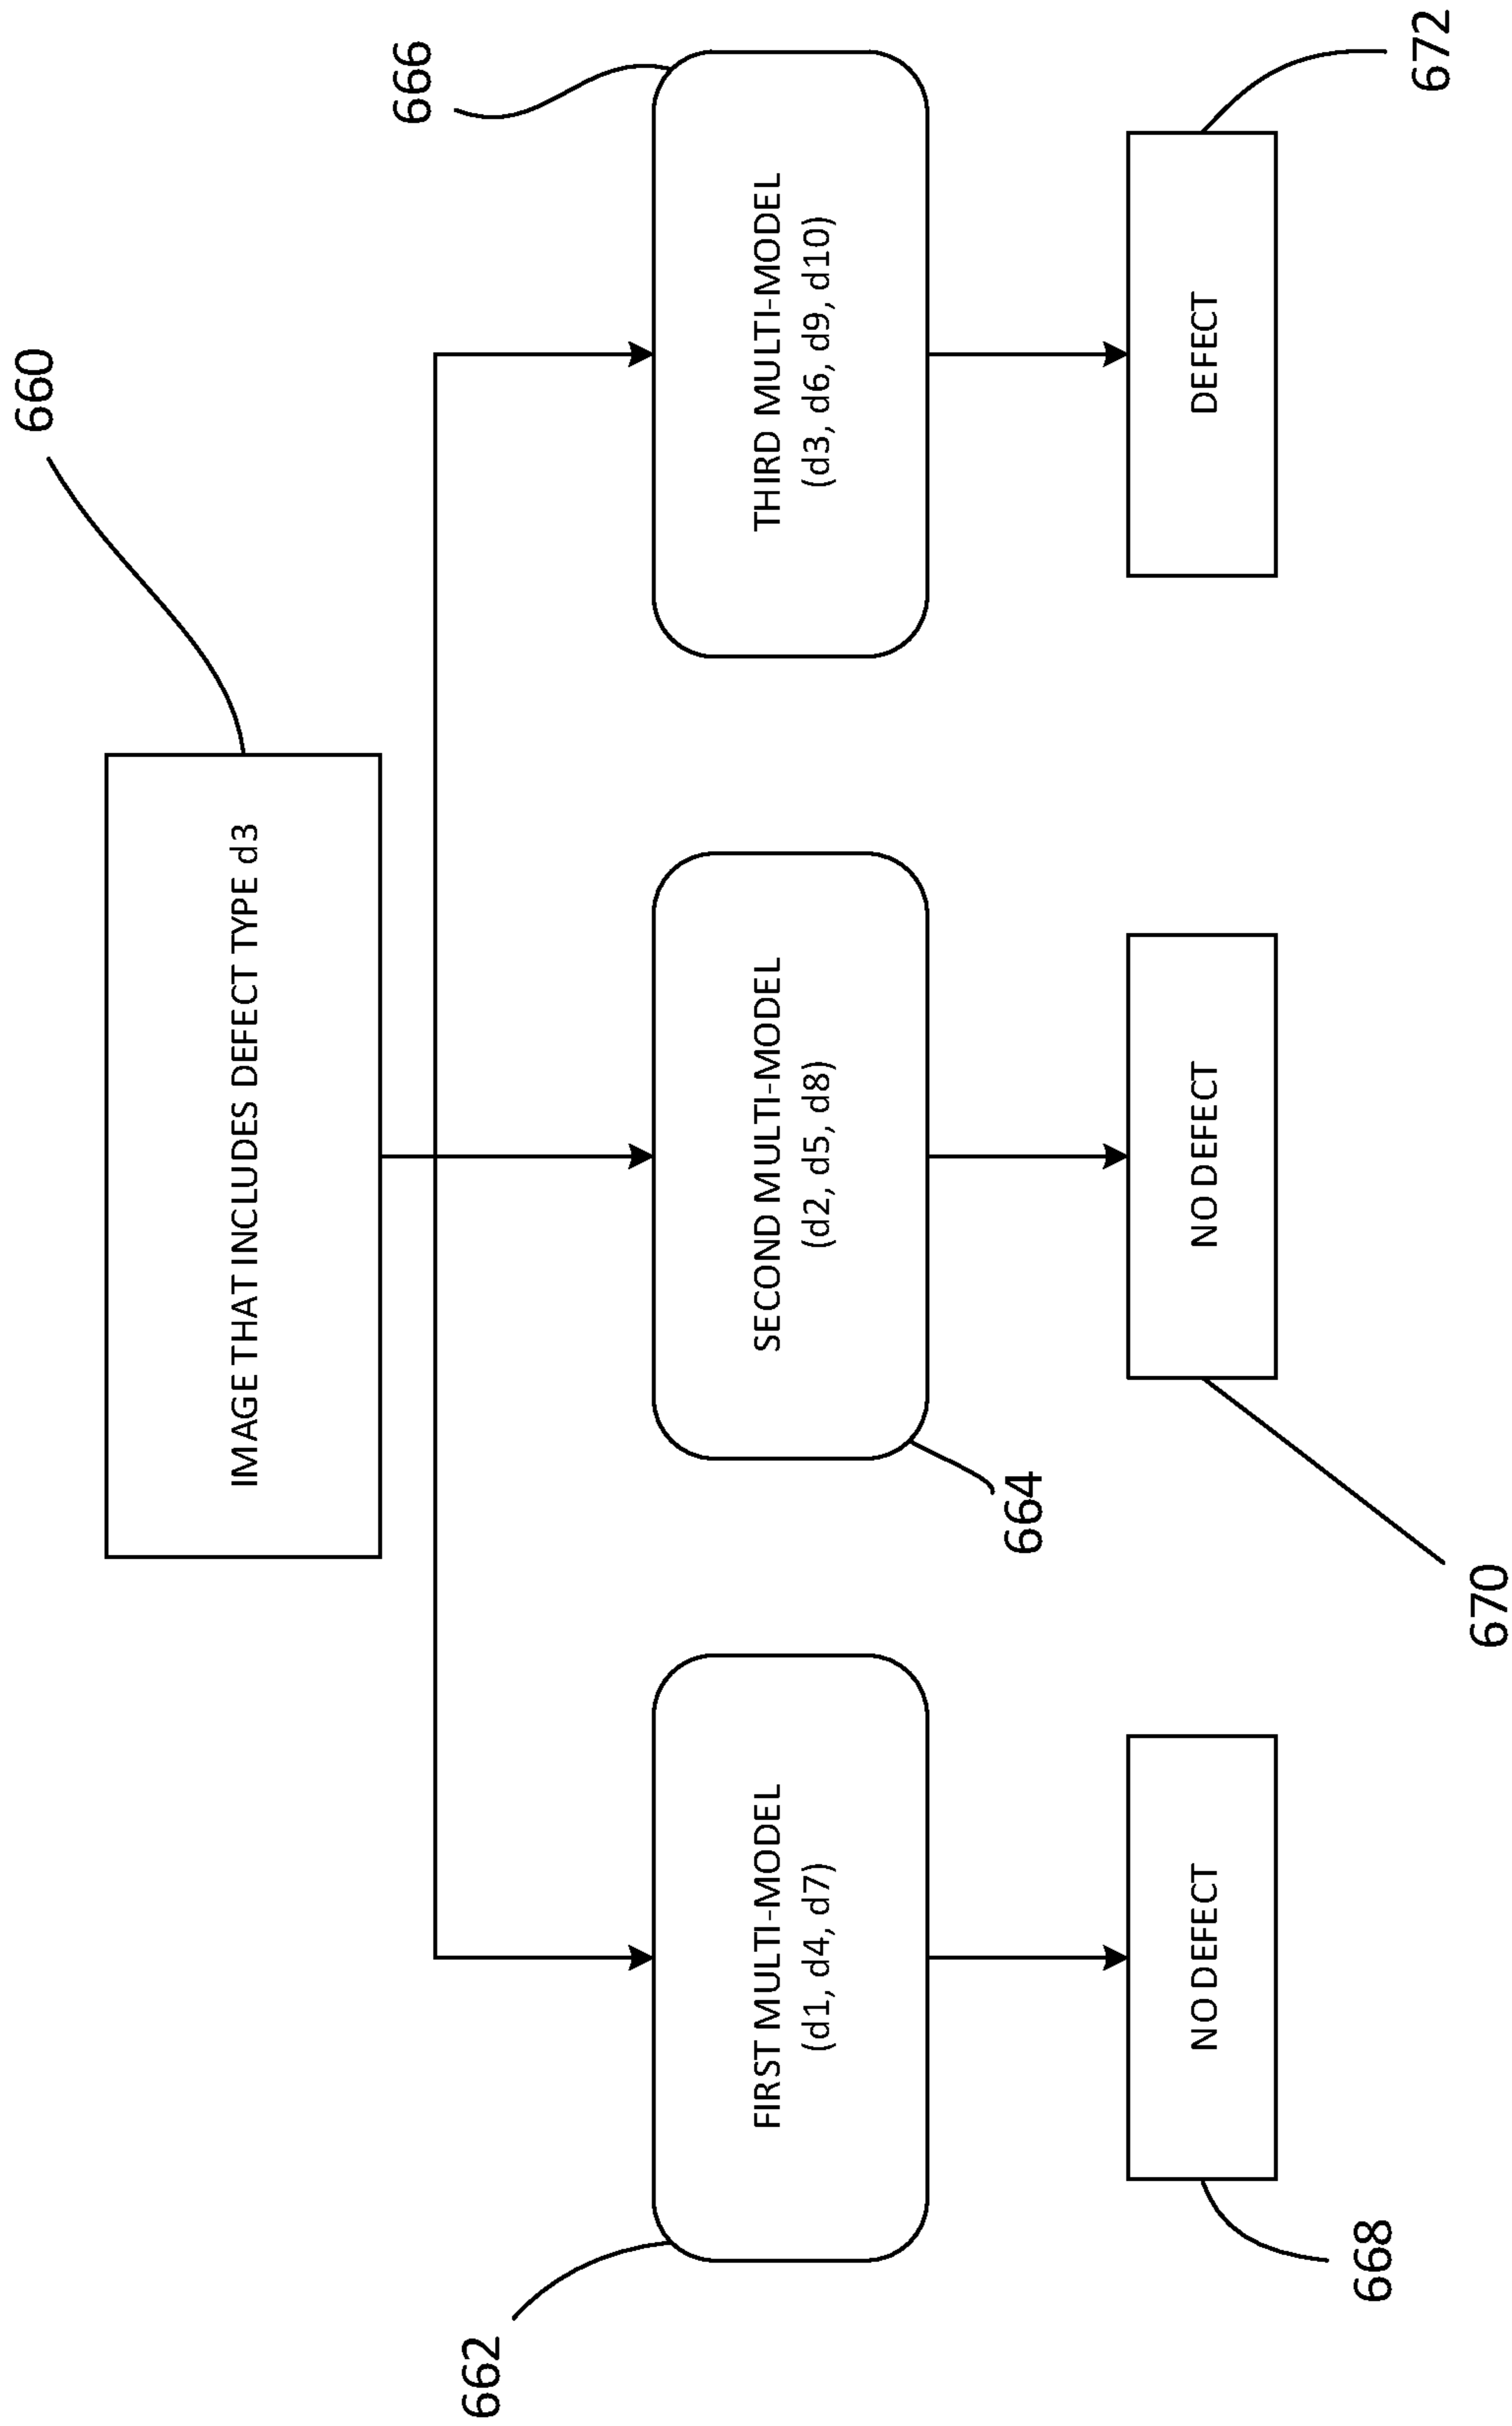 660
IMAGE THAT INCLUDES DEFECT TYPE d3
662
FIRST MULTI-MODEL
(d1, d4, d7)
664
SECOND MULTI-MODEL
(d2, d5, d8)
666
THIRD MULTI-MODEL
(d3, d6, d9, d10)
668
NO DEFECT
670
NO DEFECT
672
DEFECT